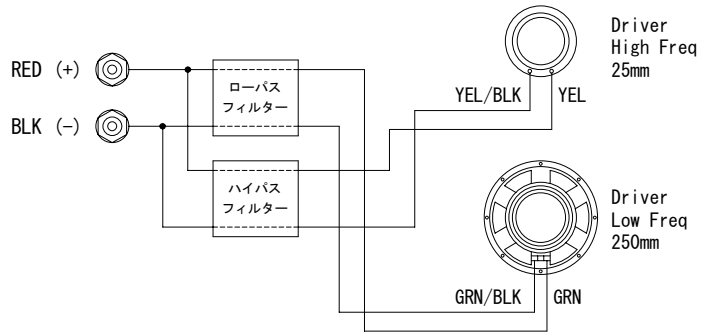 RED (+)
BLK (-)
ローパス
フィルター
ハイパス
フィルター
YEL/BLK
YEL
Driver
High Freq
25mm
Driver
Low Freq
250mm
GRN/BLK
GRN